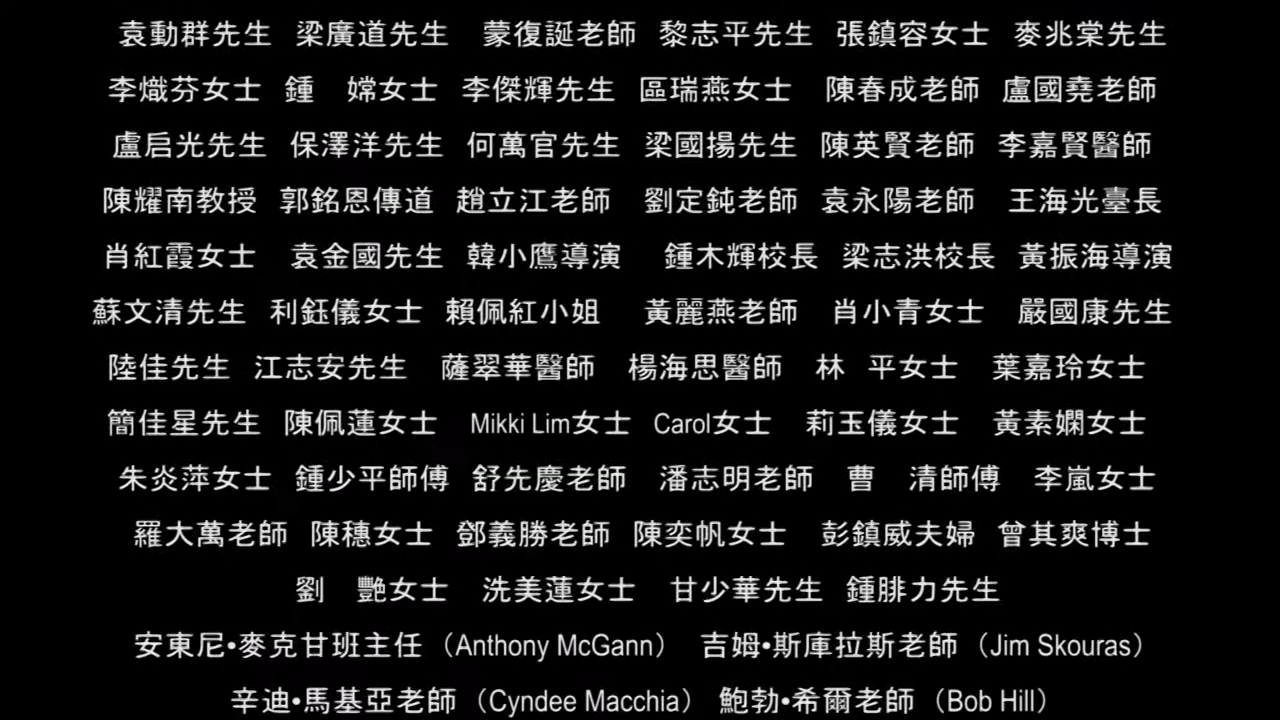 袁動群先生 梁廣道先生 蒙復誕老師 黎志平先生 張鎮容女士 麥兆棠先生
李熾芬女士 鍾　嫦女士 李傑輝先生 區瑞燕女士 陳春成老師 盧國堯老師
盧启光先生 保澤洋先生 何萬官先生 梁國揚先生 陳英賢老師 李嘉賢醫師
陳耀南教授 郭銘恩傳道 趙立江老師 劉定鈍老師 袁永陽老師 王海光臺長
肖紅霞女士 袁金國先生 韓小鷹導演 鍾木輝校長 梁志洪校長 黃振海導演
蘇文清先生 利鈺儀女士 賴佩紅小姐 黃麗燕老師 肖小青女士 嚴國康先生
陸佳先生 江志安先生 薩翠華醫師 楊海思醫師 林　平女士 葉嘉玲女士
簡佳星先生 陳佩蓮女士 Mikki Lim女士 Carol女士 莉玉儀女士 黃素嫻女士
朱炎萍女士 鍾少平師傅 舒先慶老師 潘志明老師 曹　清師傅 李嵐女士
羅大萬老師 陳穗女士 鄧義勝老師 陳奕帆女士 彭鎮威夫婦 曾其爽博士
劉　艷女士 洗美蓮女士 甘少華先生 鍾腓力先生
安東尼•麥克甘班主任（Anthony McGann） 吉姆•斯庫拉斯老師（Jim Skouras）
辛迪•馬基亞老師（Cyndee Macchia） 鮑勃•希爾老師（Bob Hill）